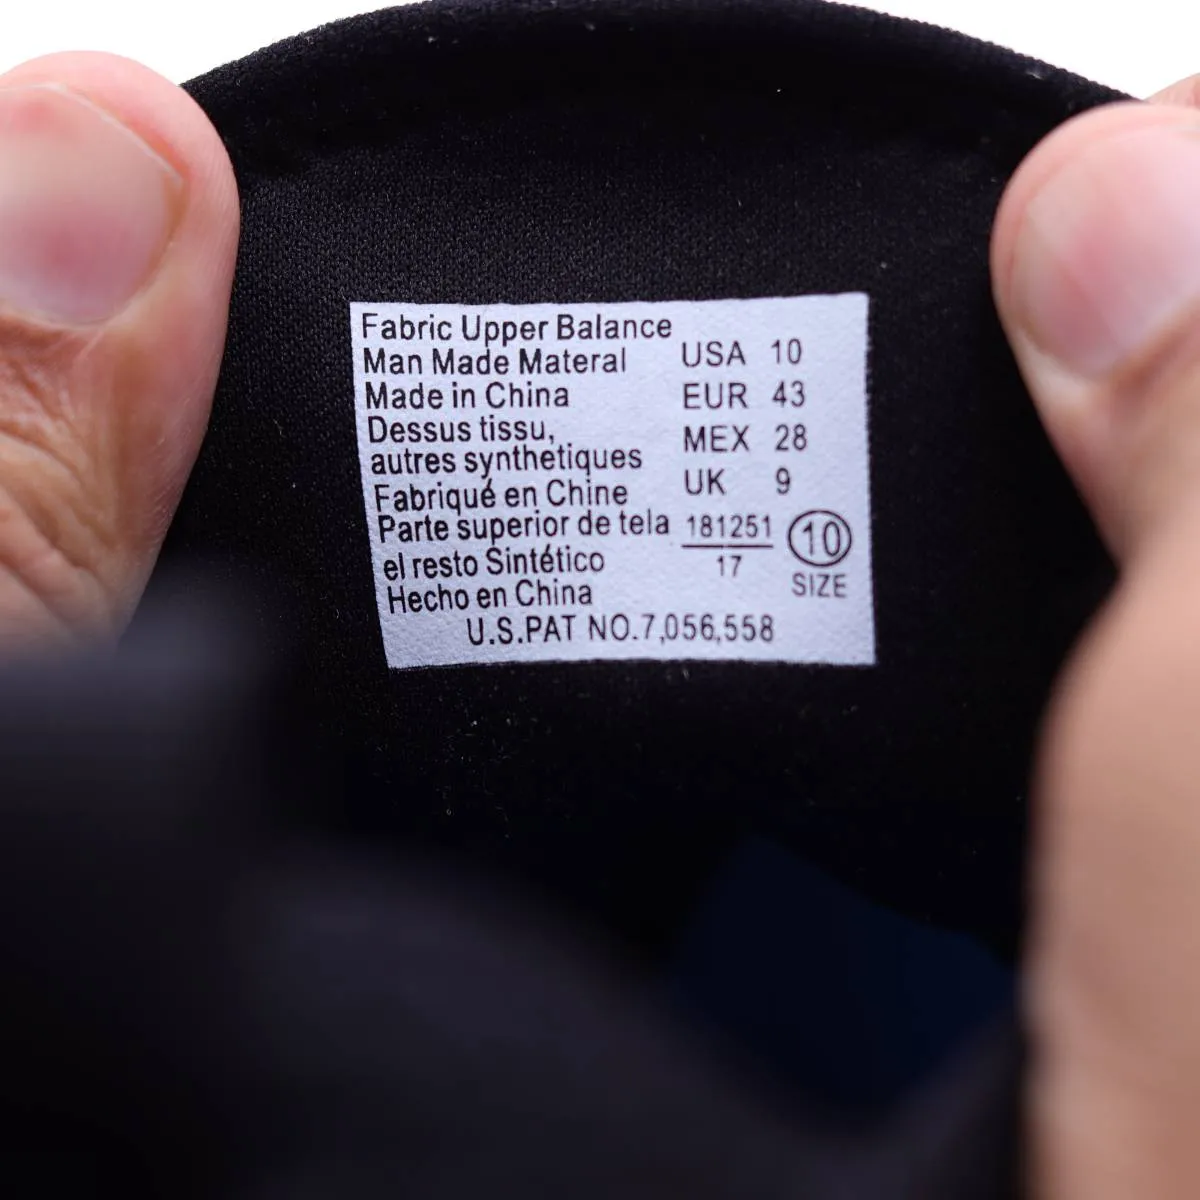 Fabric Upper Balance
Man Made Materal
Made in China
Dessus tissu,
autres synthetiques
Fabriqué en Chine
Parte superior de tela
el resto Sintético
Hecho en China
USA 10
EUR 43
MEX 28
UK 9
181251
17
10
SIZE
U.S.PAT NO.7,056,558